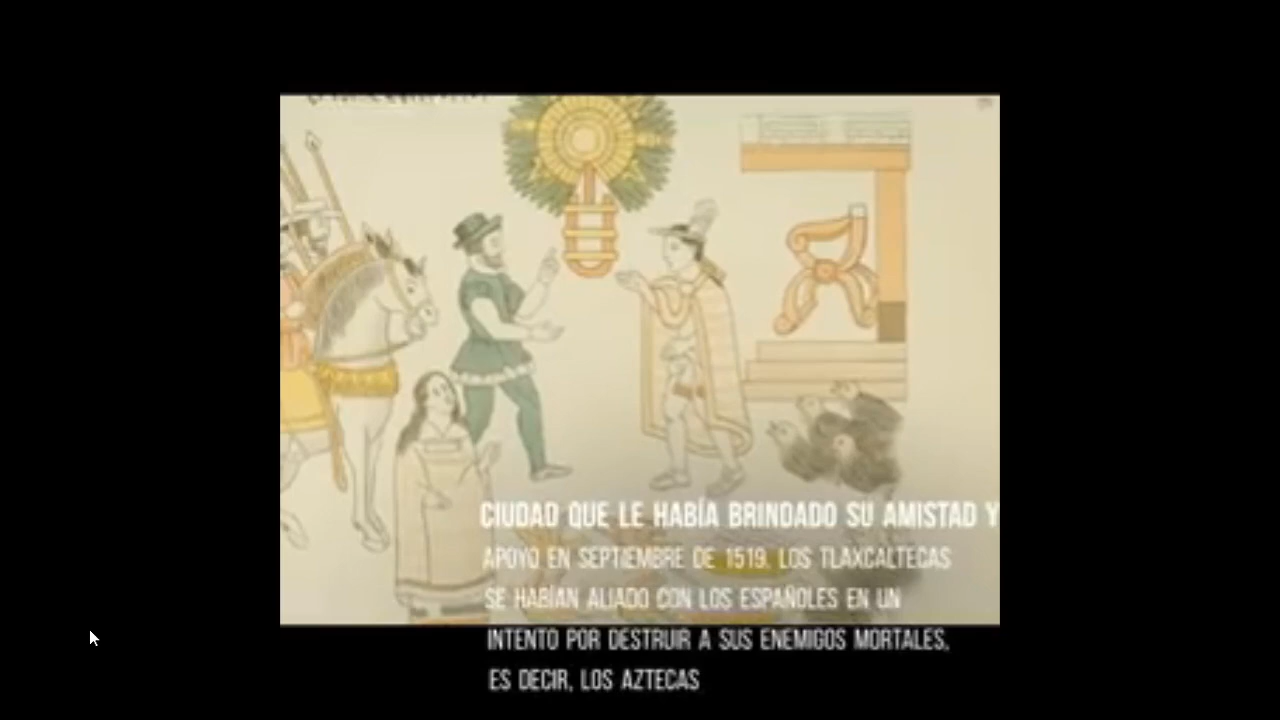 CIUDAD QUE LE HABÍA BRINDADO SU AMISTAD Y
APOYO EN SEPTIEMBRE DE 1519. LOS TLAXCALTECAS
SE HABÍAN ALIADO CON LOS ESPAÑOLES EN UN
INTENTO POR DESTRUIR A SUS ENEMIGOS MORTALES,
ES DECIR, LOS AZTECAS